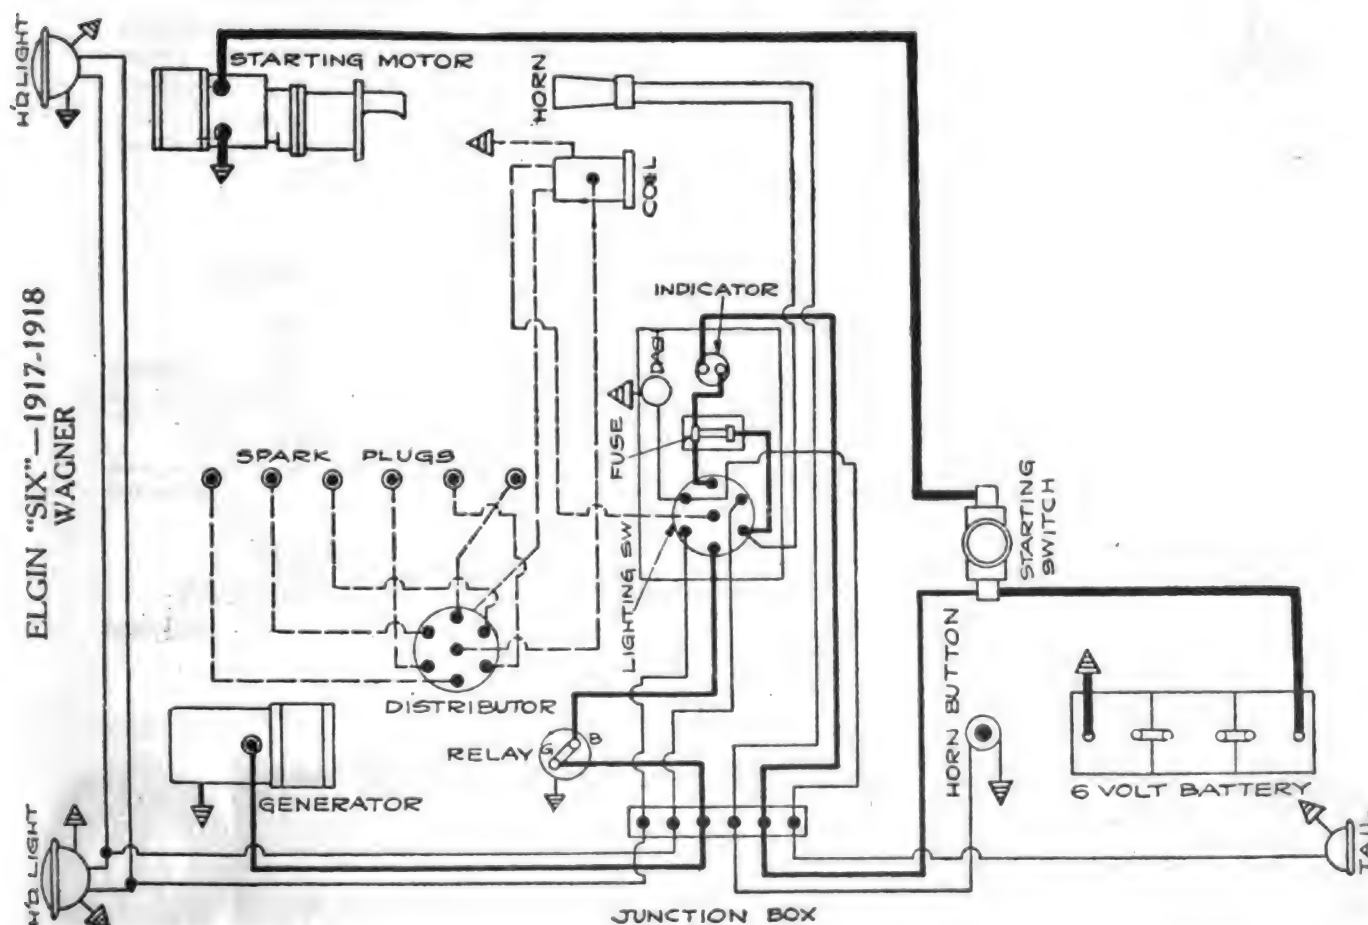 ELGIN "SIX"—1917-1918
WAGNER
H'D LIGHT
STARTING MOTOR
HORN
COIL
INDICATOR
DASH
FUSE
SPARK PLUGS
LIGHTING SW.
STARTING
SWITCH
DISTRIBUTOR
RELAY
G
B
HORN BUTTON
6 VOLT BATTERY
GENERATOR
H'D LIGHT
TAIL
JUNCTION BOX